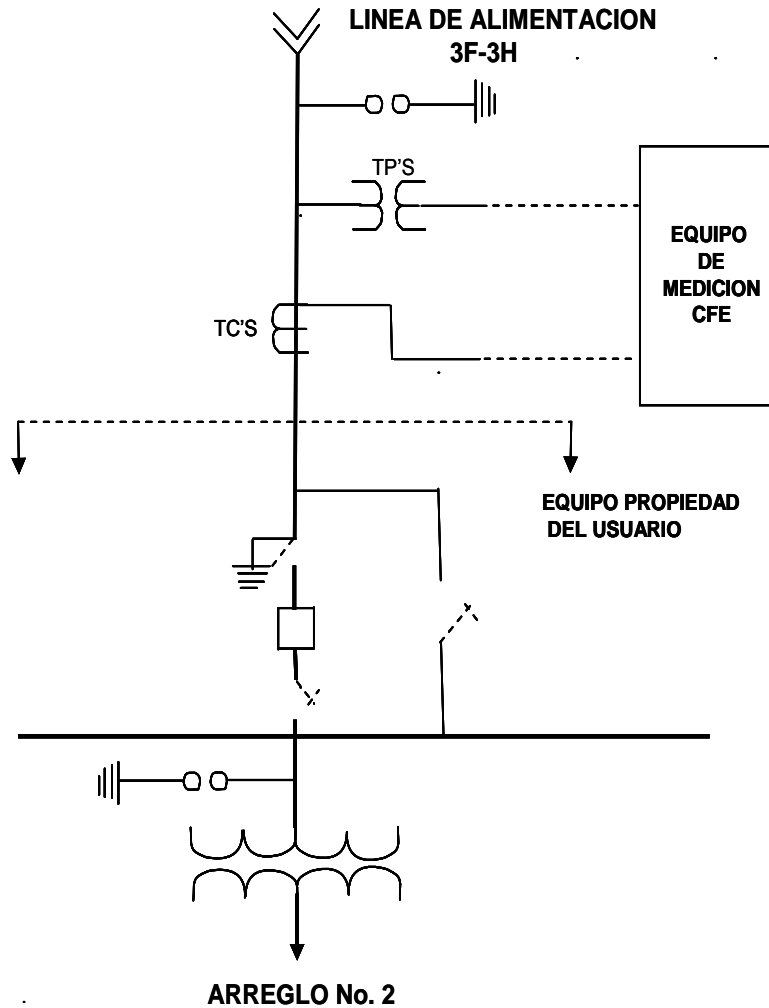 LINEA DE ALIMENTACION
3F-3H
TP'S
EQUIPO
DE
MEDICION
CFE
TC'S
EQUIPO PROPIEDAD
DEL USUARIO
ARREGLO No. 2